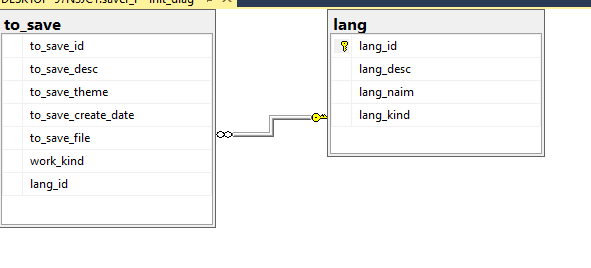 to_save
to_save_id
to_save_desc
to_save_theme
to_save_create_date
to_save_file
work_kind
lang_id
lang
lang_id
lang_desc
lang_naim
lang_kind